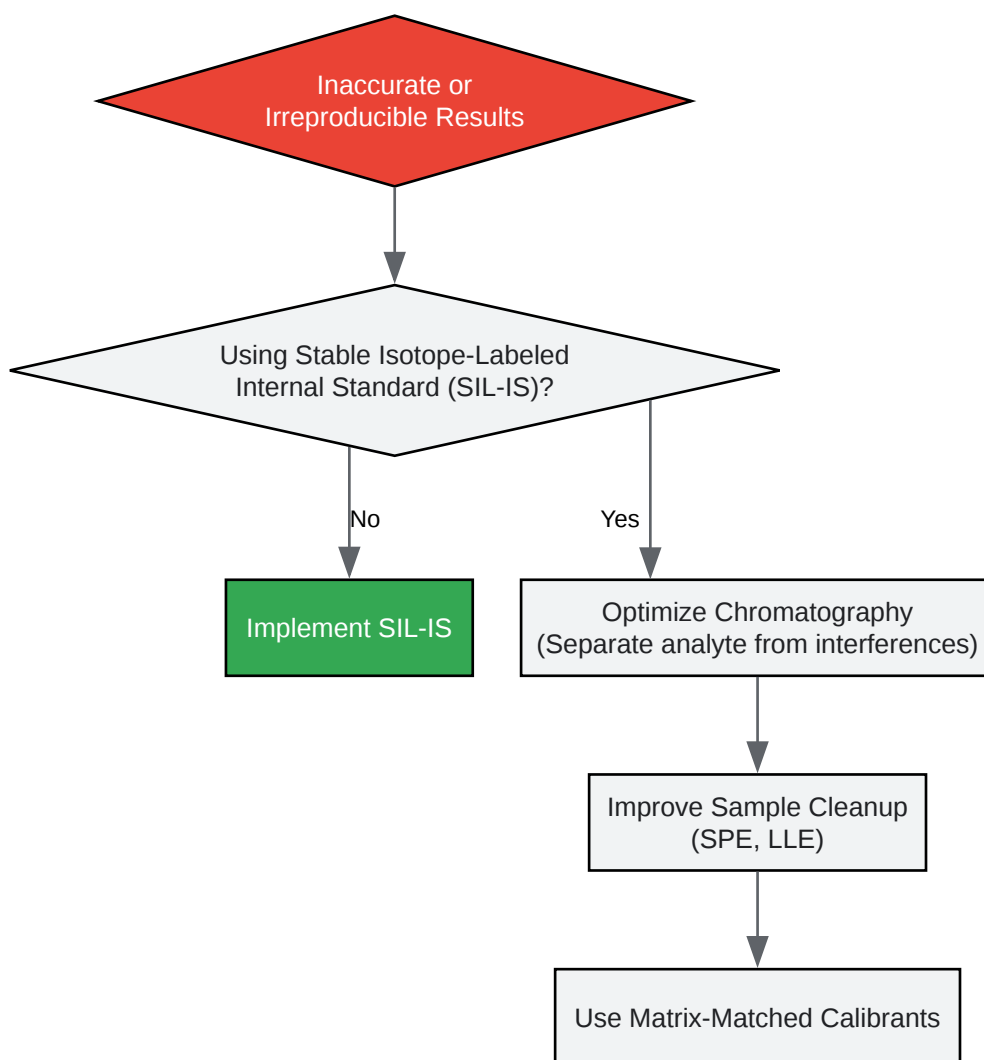 Inaccurate or
Irreproducible Results
Using Stable Isotope-Labeled
Internal Standard (SIL-IS)?
No
Yes
Implement SIL-IS
Optimize Chromatography
(Separate analyte from interferences)
Improve Sample Cleanup
(SPE, LLE)
Use Matrix-Matched Calibrants